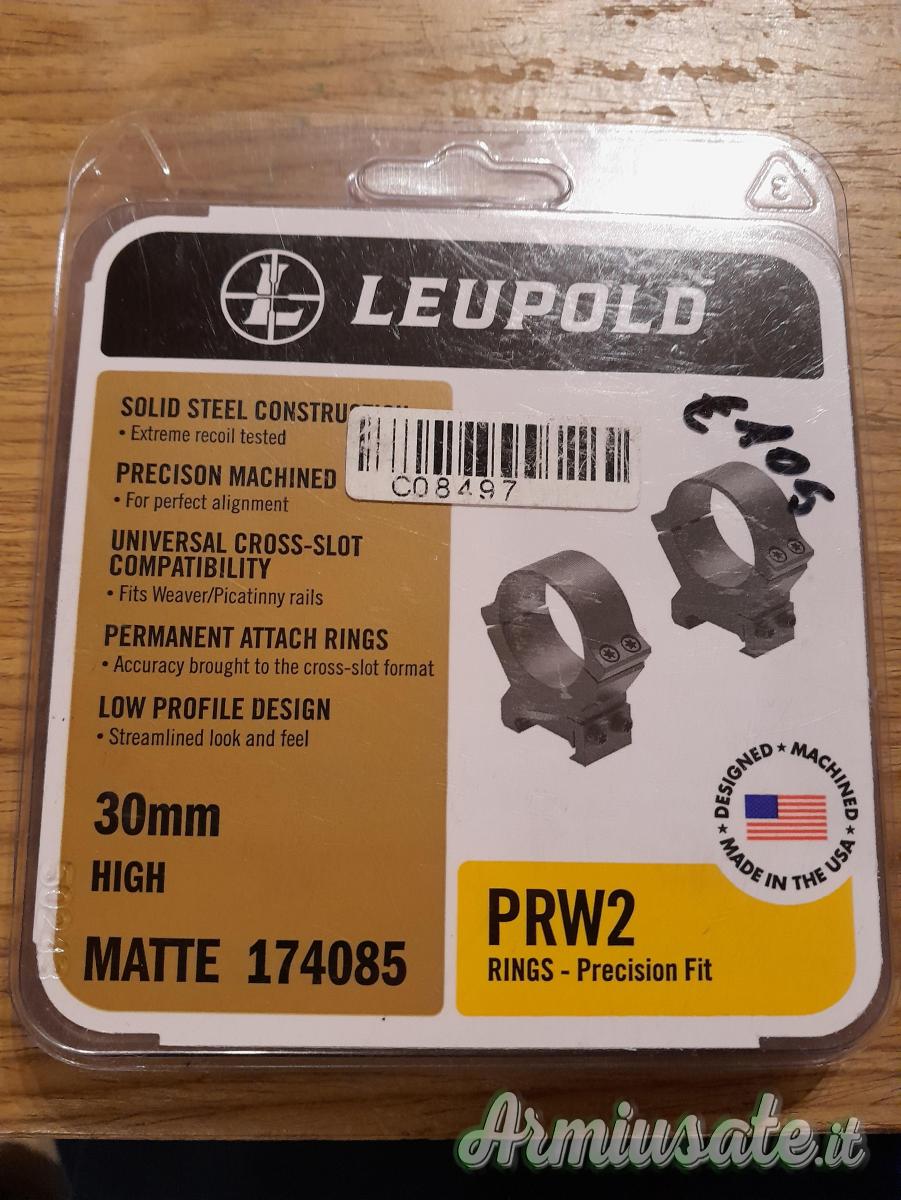 3
LEUPOLD
SOLID STEEL
• Extreme recoil tested
PRECISON MACHINED
• For perfect alignment
UNIVERSAL CROSS-SLOT
COMPATIBILITY
• Fits Weaver/Picatinny rails
PERMANENT ATTACH RINGS
• Accuracy brought to the cross-slot format
LOW PROFILE DESIGN
• Streamlined look and feel
30mm
HIGH
MATTE 174085
C08497
DESIGNED ★ MACHINED
★ MADE IN THE USA ★
PRW2
RINGS - Precision Fit
Armiusate.it